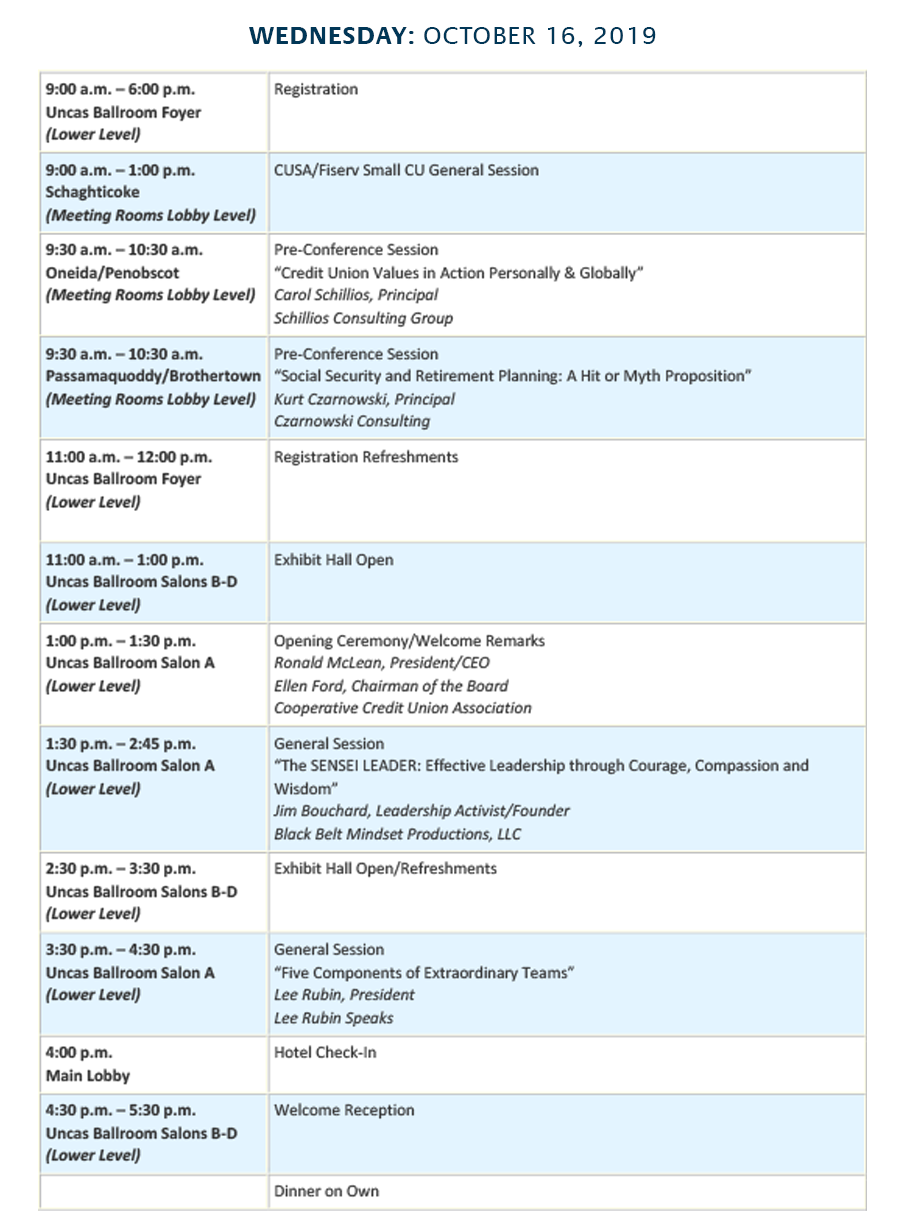 WEDNESDAY: OCTOBER 16, 2019
9:00 a.m. – 6:00 p.m.
Uncas Ballroom Foyer
(Lower Level)
Registration
9:00 a.m. – 1:00 p.m.
Schaghticoke
(Meeting Rooms Lobby Level)
CUSA/Fiserv Small CU General Session
9:30 a.m. – 10:30 a.m.
Oneida/Penobscot
(Meeting Rooms Lobby Level)
Pre-Conference Session
“Credit Union Values in Action Personally & Globally”
Carol Schillios, Principal
Schillios Consulting Group
9:30 a.m. – 10:30 a.m.
Passamaquoddy/Brothertown
(Meeting Rooms Lobby Level)
Pre-Conference Session
“Social Security and Retirement Planning: A Hit or Myth Proposition”
Kurt Czarnowski, Principal
Czarnowski Consulting
11:00 a.m. – 12:00 p.m.
Uncas Ballroom Foyer
(Lower Level)
Registration Refreshments
11:00 a.m. – 1:00 p.m.
Uncas Ballroom Salons B-D
(Lower Level)
Exhibit Hall Open
1:00 p.m. – 1:30 p.m.
Uncas Ballroom Salon A
(Lower Level)
Opening Ceremony/Welcome Remarks
Ronald McLean, President/CEO
Ellen Ford, Chairman of the Board
Cooperative Credit Union Association
1:30 p.m. – 2:45 p.m.
Uncas Ballroom Salon A
(Lower Level)
General Session
“The SENSEI LEADER: Effective Leadership through Courage, Compassion and
Wisdom”
Jim Bouchard, Leadership Activist/Founder
Black Belt Mindset Productions, LLC
2:30 p.m. – 3:30 p.m.
Uncas Ballroom Salons B-D
(Lower Level)
Exhibit Hall Open/Refreshments
3:30 p.m. – 4:30 p.m.
Uncas Ballroom Salon A
(Lower Level)
General Session
“Five Components of Extraordinary Teams”
Lee Rubin, President
Lee Rubin Speaks
4:00 p.m.
Main Lobby
Hotel Check-In
4:30 p.m. – 5:30 p.m.
Uncas Ballroom Salons B-D
(Lower Level)
Welcome Reception
Dinner on Own